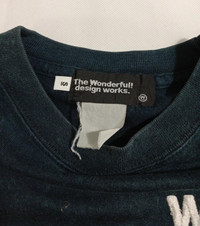 S
The Wonderful!
design works.
W